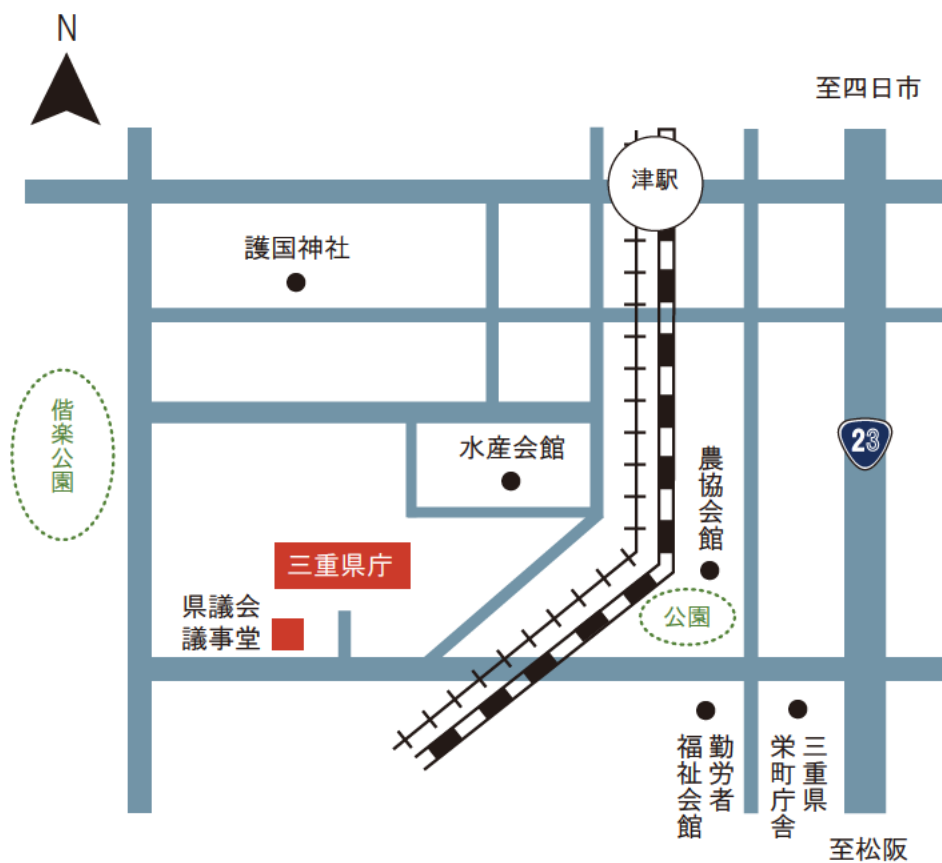 N
至四日市
津駅
護国神社
偕楽公園
水産会館
23
農協会館
三重県庁
県議会
議事堂
公園
勤労者
福祉会館
三重県
栄町庁舎
至松阪